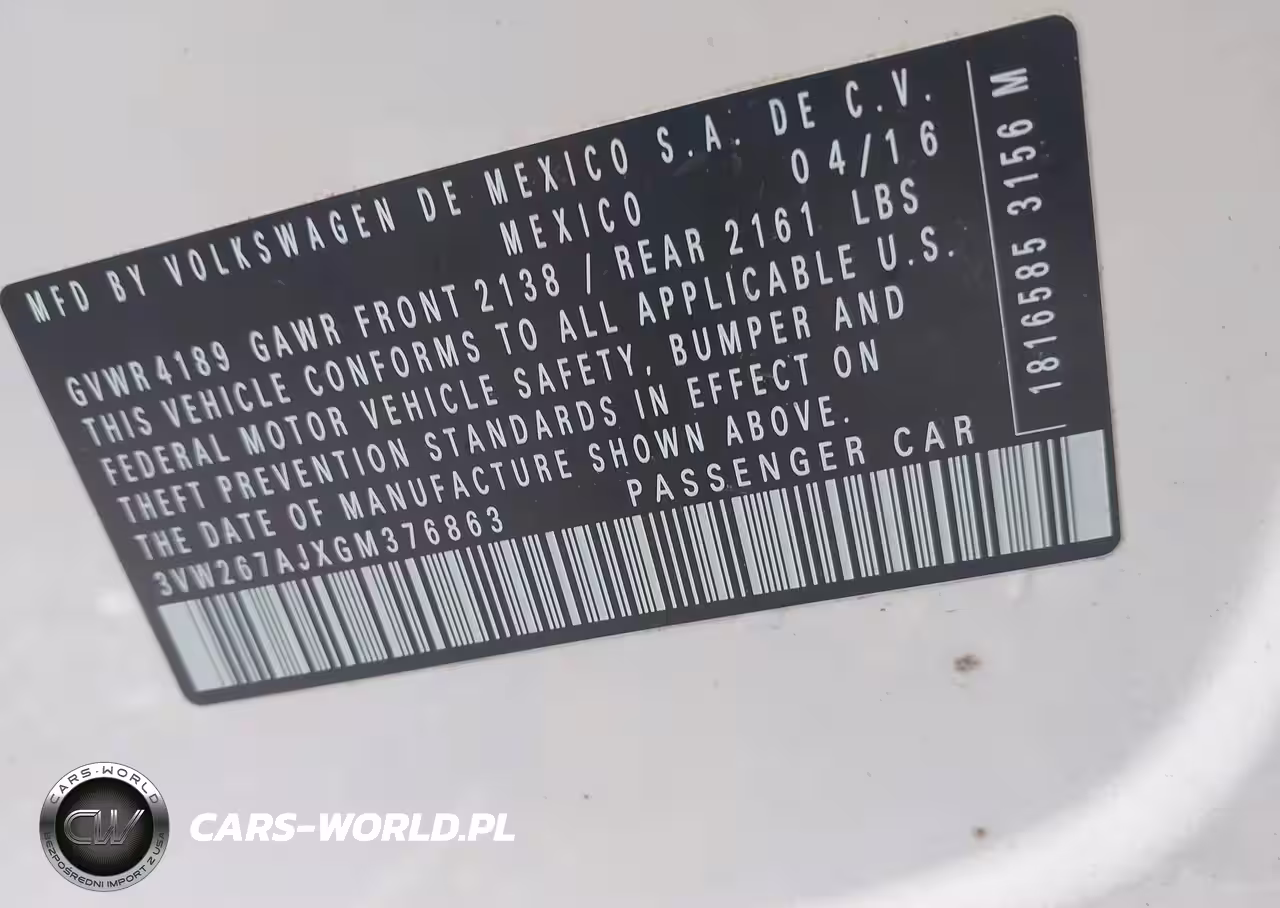 MFD BY VOLKSWAGEN DE MEXICO S.A. DE C.V.
MEXICO 04/16
GVWR 4189 GAWR FRONT 2138 / REAR 2161 LBS
THIS VEHICLE CONFORMS TO ALL APPLICABLE U.S.
FEDERAL MOTOR VEHICLE SAFETY, BUMPER AND
THEFT PREVENTION STANDARDS IN EFFECT ON
THE DATE OF MANUFACTURE SHOWN ABOVE.
3VW267AJXGM376863 PASSENGER CAR
1816585 3156 M
CARS-WORLD
CW
BEZPOŚREDNI IMPORT Z USA
CARS-WORLD.PL